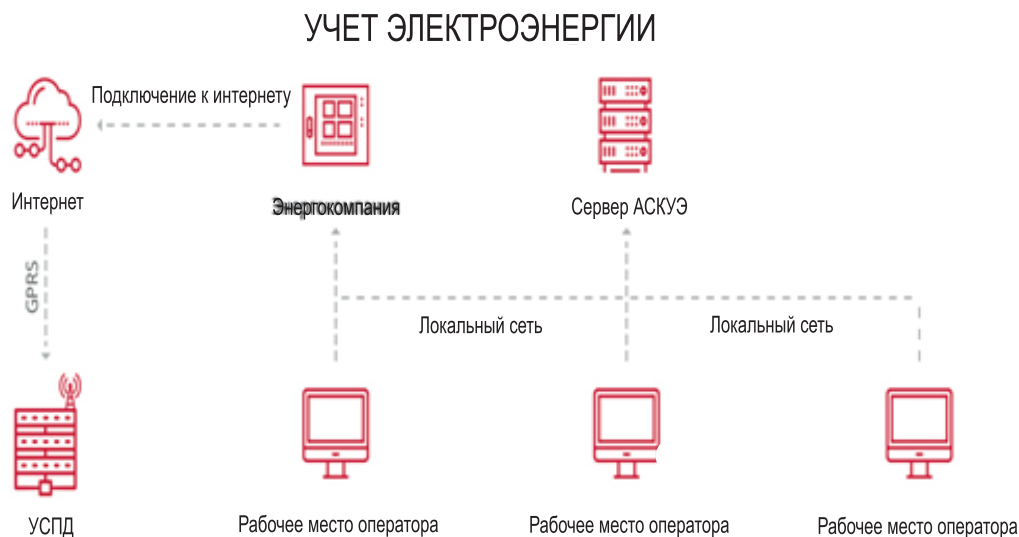 УЧЕТ ЭЛЕКТРОЭНЕРГИИ
Подключение к интернету
Интернет
Энергокомпания
Сервер АСКУЭ
GPRS
Локальный сеть
Локальный сеть
УСПД
Рабочее место оператора
Рабочее место оператора
Рабочее место оператора